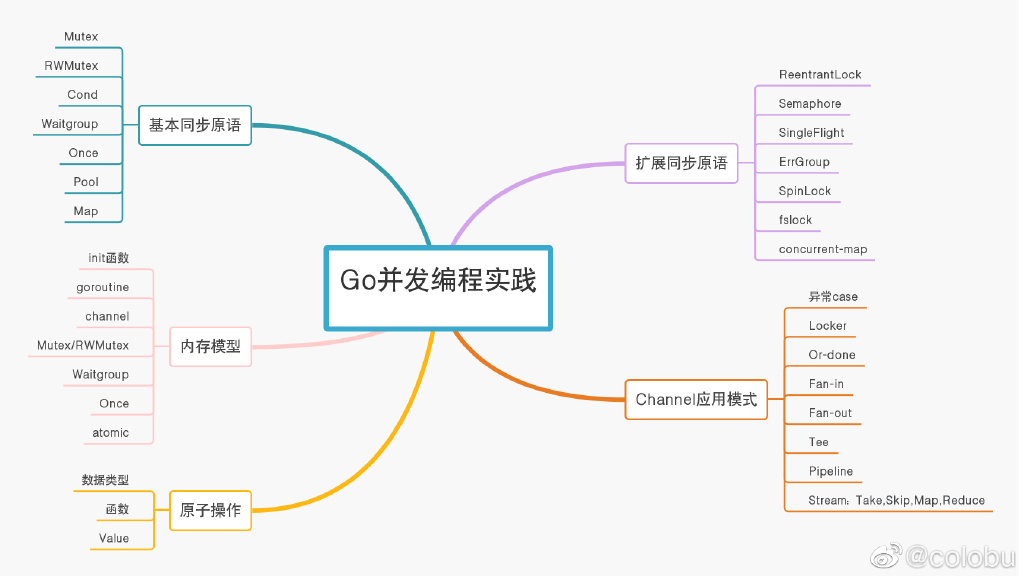 Go并发编程实践
基本同步原语
Mutex
RWMutex
Cond
Waitgroup
Once
Pool
Map
内存模型
init函数
goroutine
channel
Mutex/RWMutex
Waitgroup
Once
atomic
原子操作
数据类型
函数
Value
扩展同步原语
ReentrantLock
Semaphore
SingleFlight
ErrGroup
SpinLock
fslock
concurrent-map
Channel应用模式
异常case
Locker
Or-done
Fan-in
Fan-out
Tee
Pipeline
Stream：Take,Skip,Map,Reduce
@colobu